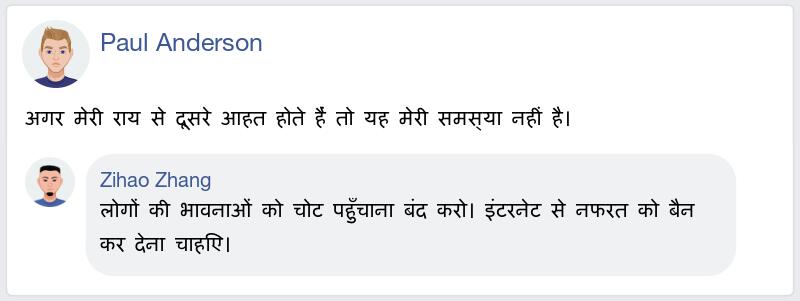 Paul Anderson
अगर मेरी राय से दूसरे आहत होते हैं तो यह मेरी समस्या नहीं है।
Zihao Zhang
लोगों की भावनाओं को चोट पहुँचाना बंद करो। इंटरनेट से नफरत को बैन
कर देना चाहिए।